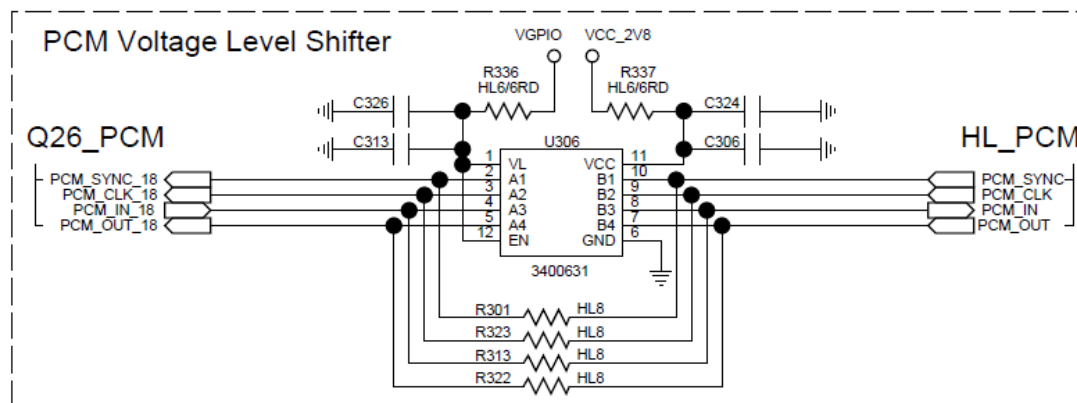 PCM Voltage Level Shifter
VGPIO VCC_2V8
R336 R337
HL6/6RD HL6/6RD
C326 C324
Q26_PCM HL_PCM
C313 U306 C306
1 VL VCC 11
PCM_SYNC_18 2 A1 B1 10 PCM_SYNC
PCM_CLK_18 3 A2 B2 9 PCM_CLK
PCM_IN_18 4 A3 B3 8 PCM_IN
PCM_OUT_18 5 A4 B4 7 PCM_OUT
12 EN GND 6
3400631
R301 HL8
R323 HL8
R313 HL8
R322 HL8